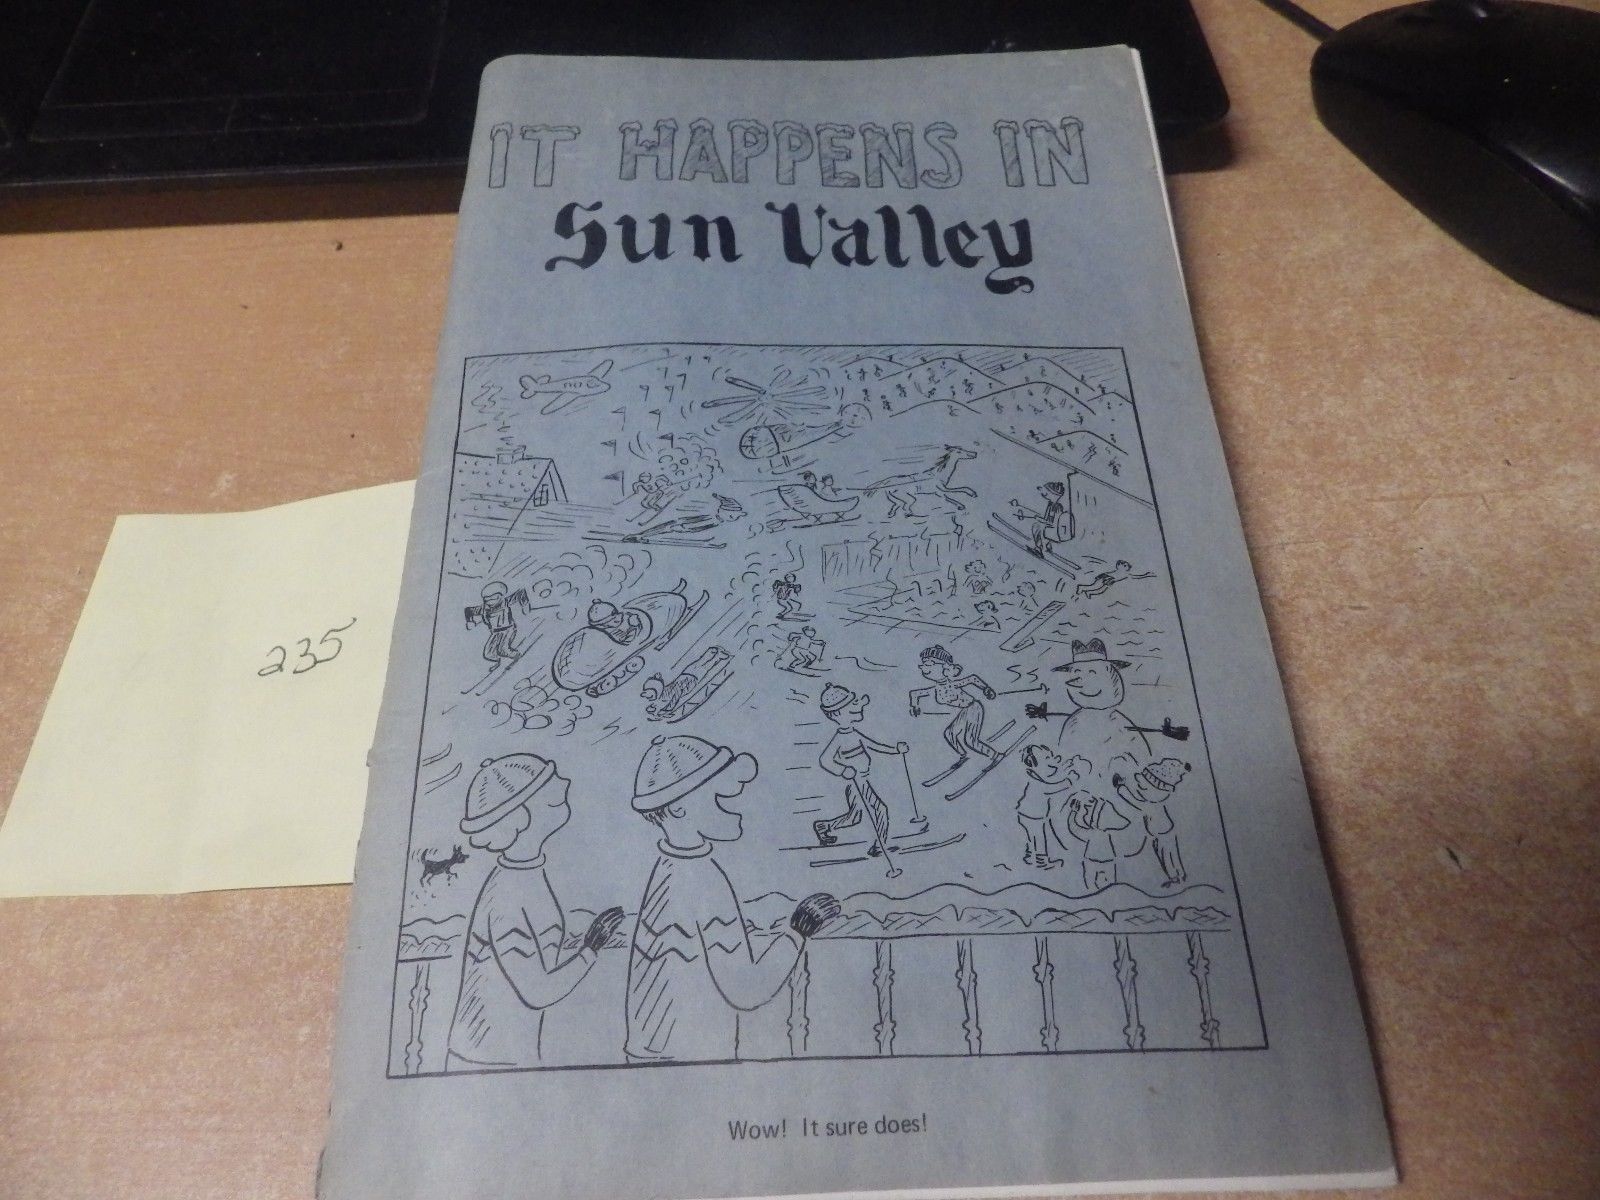 IT HAPPENS IN
Sun Valley
235
Wow! It sure does!